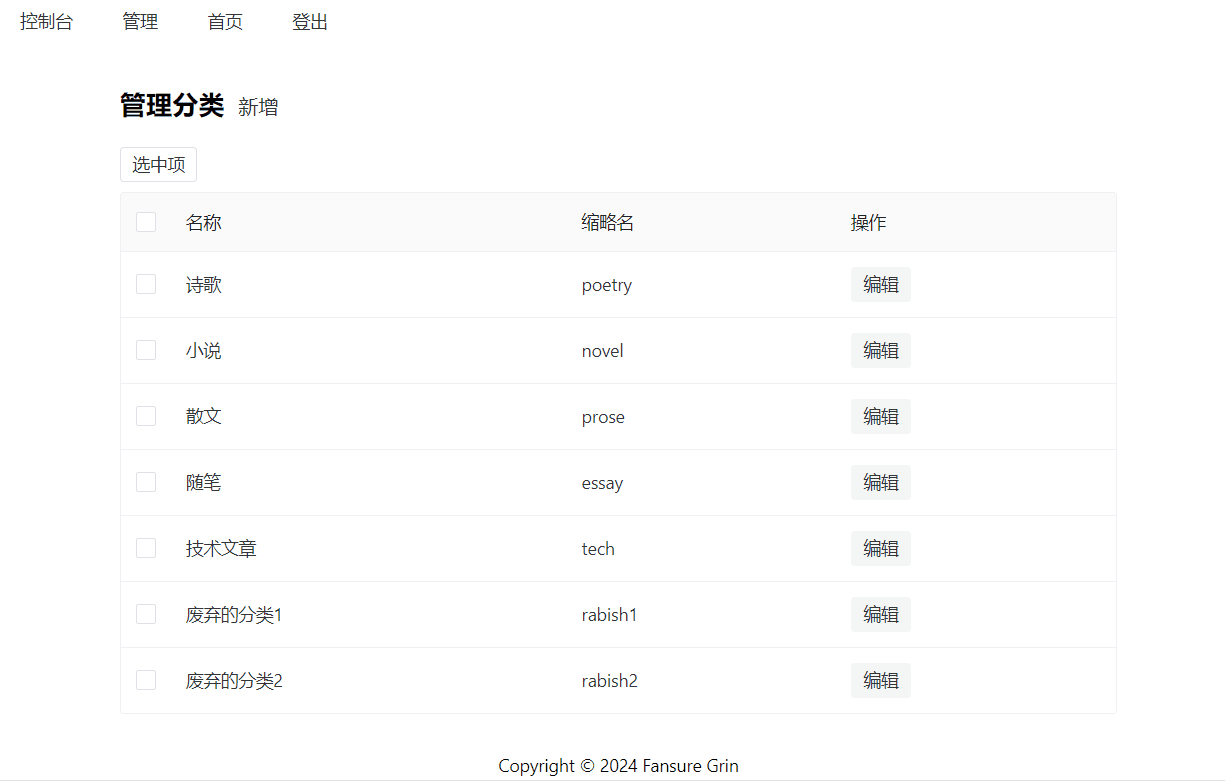 控制台 管理 首页 登出
管理分类 新增
选中项
名称 缩略名 操作
诗歌 poetry 编辑
小说 novel 编辑
散文 prose 编辑
随笔 essay 编辑
技术文章 tech 编辑
废弃的分类1 rabish1 编辑
废弃的分类2 rabish2 编辑
Copyright © 2024 Fansure Grin